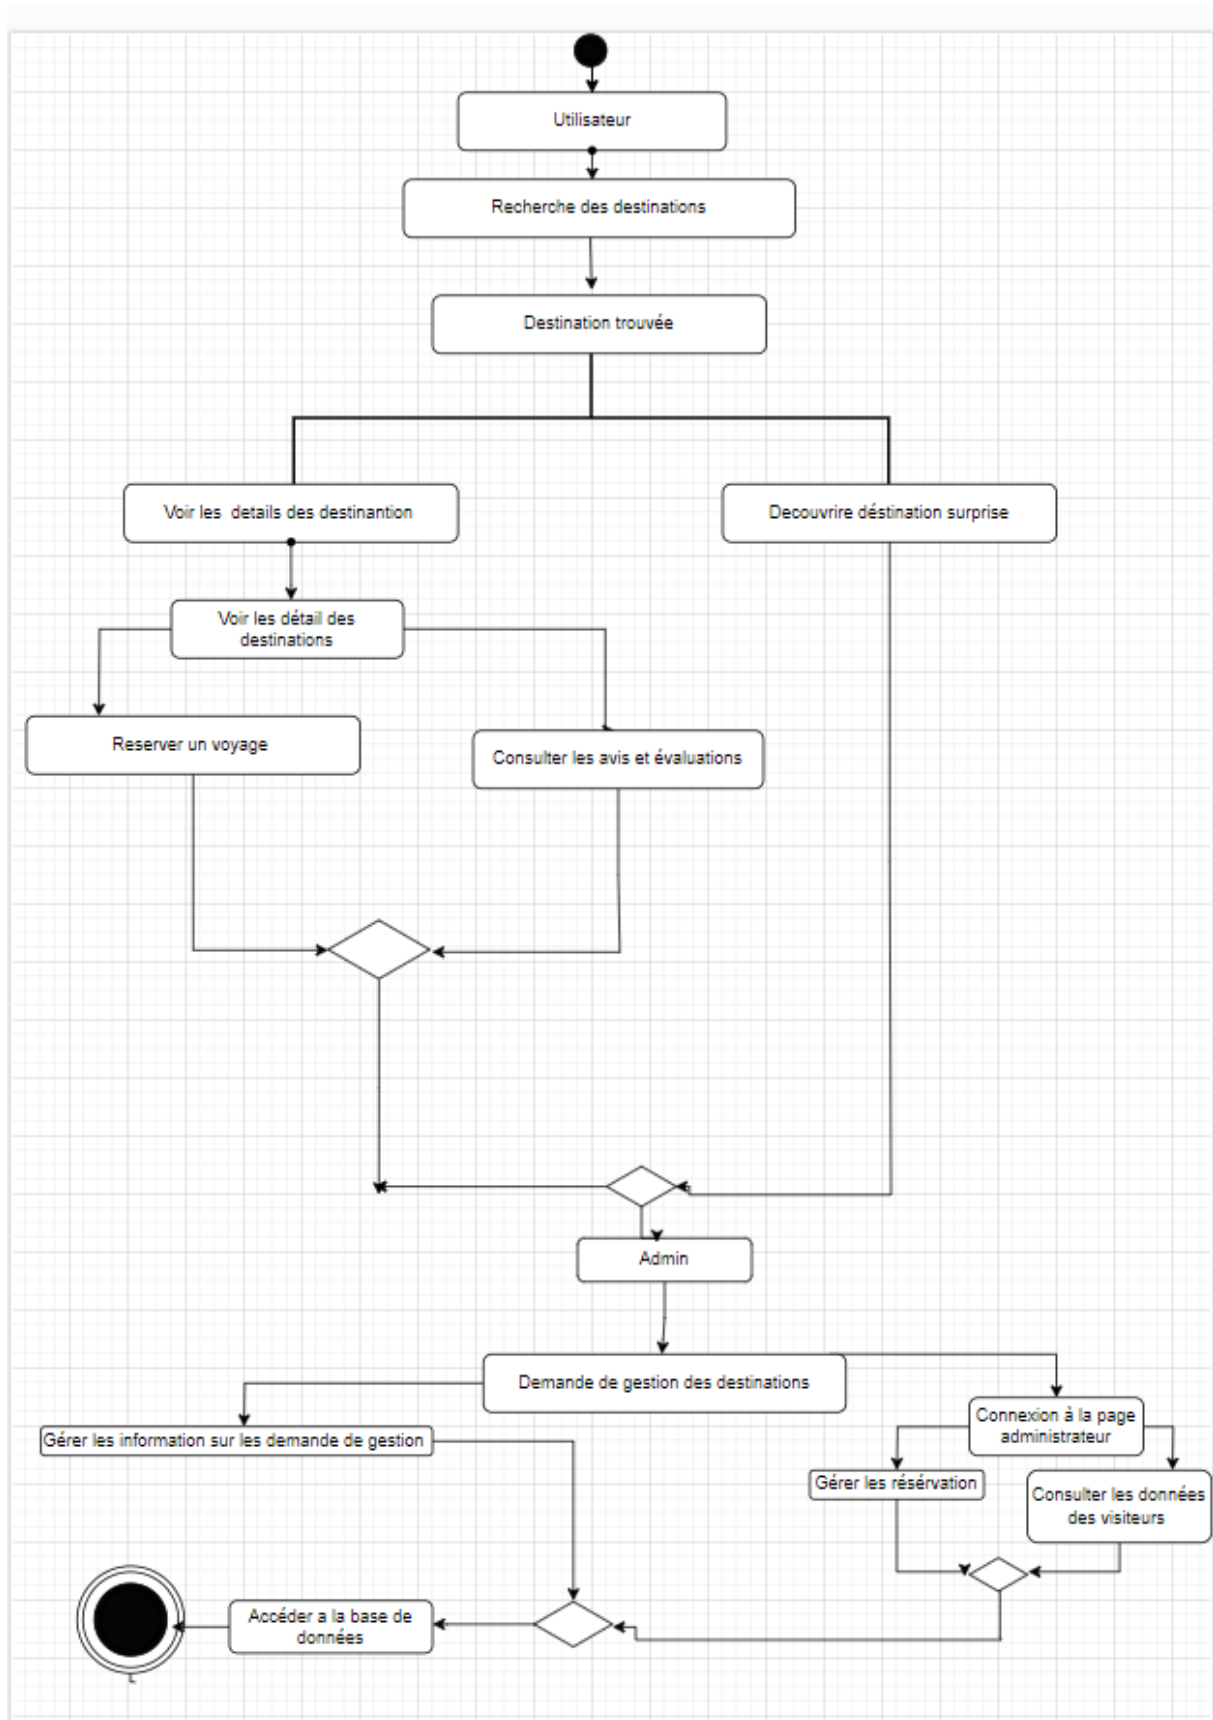 Utilisateur
Recherche des destinations
Destination trouvée
Voir les details des destinantion
Decouvrire déstination surprise
Voir les détail des
destinations
Reserver un voyage
Consulter les avis et évaluations
Admin
Demande de gestion des destinations
Connexion à la page
administrateur
Gérer les information sur les demande de gestion
Gérer les résérvation
Consulter les données
des visiteurs
Accéder a la base de
données